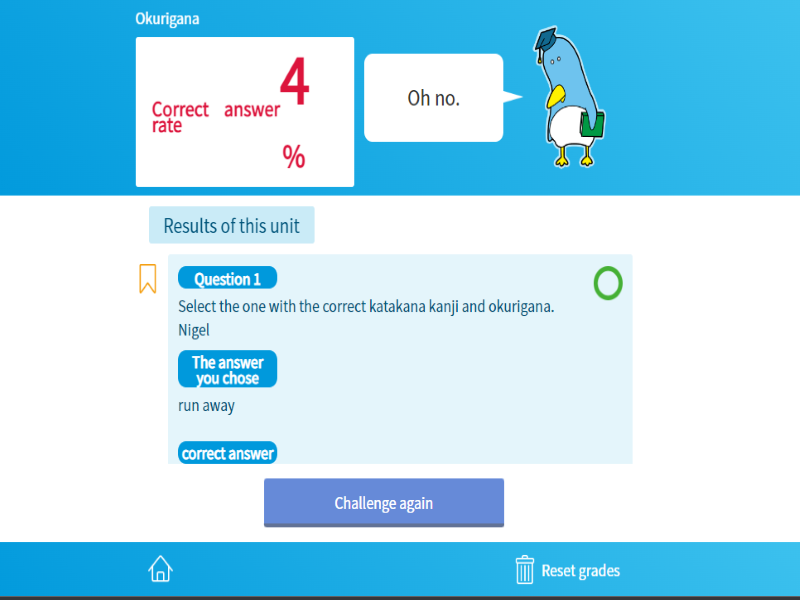 Okurigana
Correct answer
rate
4
%
Oh no.
Results of this unit
Question 1
Select the one with the correct katakana kanji and okurigana.
Nigel
The answer
you chose
run away
correct answer
Challenge again
Reset grades